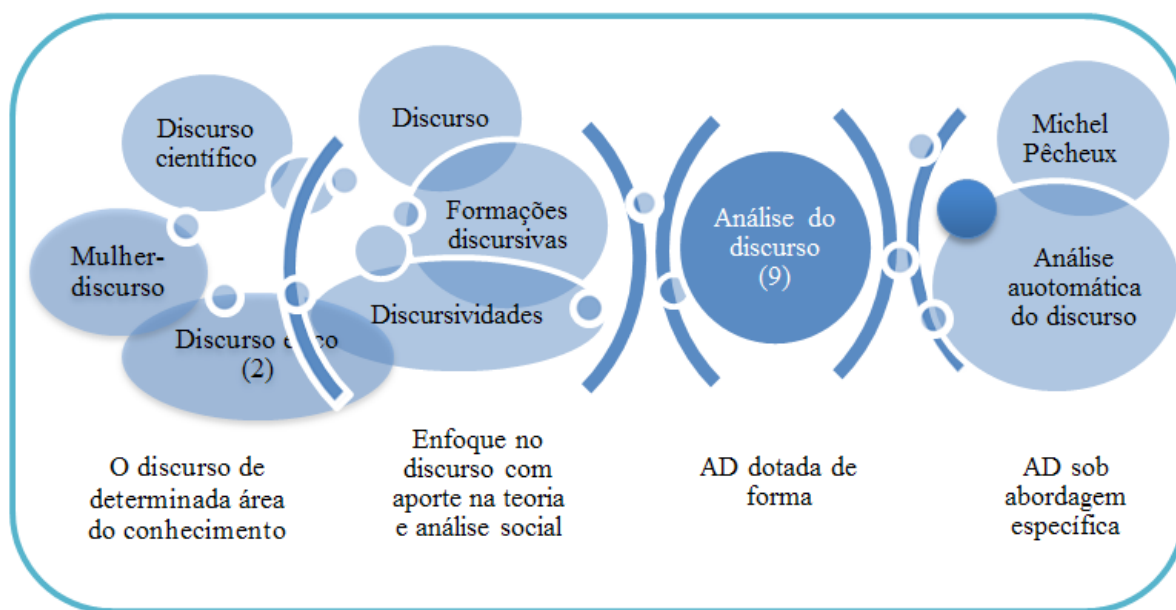 Discurso
científico
Mulher-
discurso
Discurso
(2)
O discurso de
determinada área
do conhecimento
Discurso
Formações
discursivas
Discursividades
Enfoque no
discurso com
aporte na teoria
e análise social
Análise do
discurso
(9)
AD dotada de
forma
Michel
Pêcheux
Análise
auotomática
do discurso
AD sob
abordagem
específica